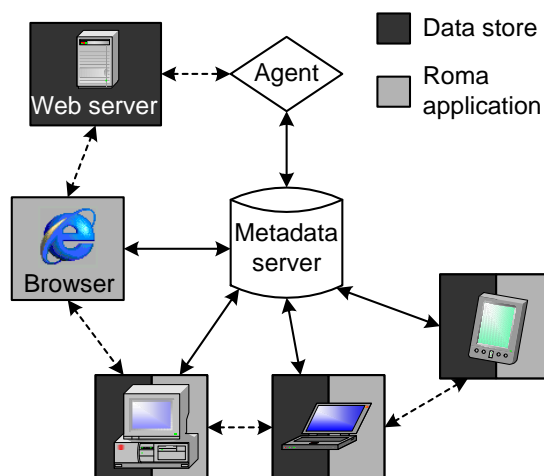 Data store
Agent
Web server
Roma
application
Metadata
server
Browser